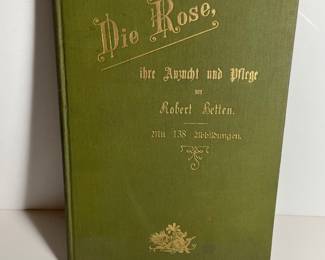 Die Rose,
ihre Anzucht und Pflege
von
Robert Betten.
Mit 138 Abbildungen.